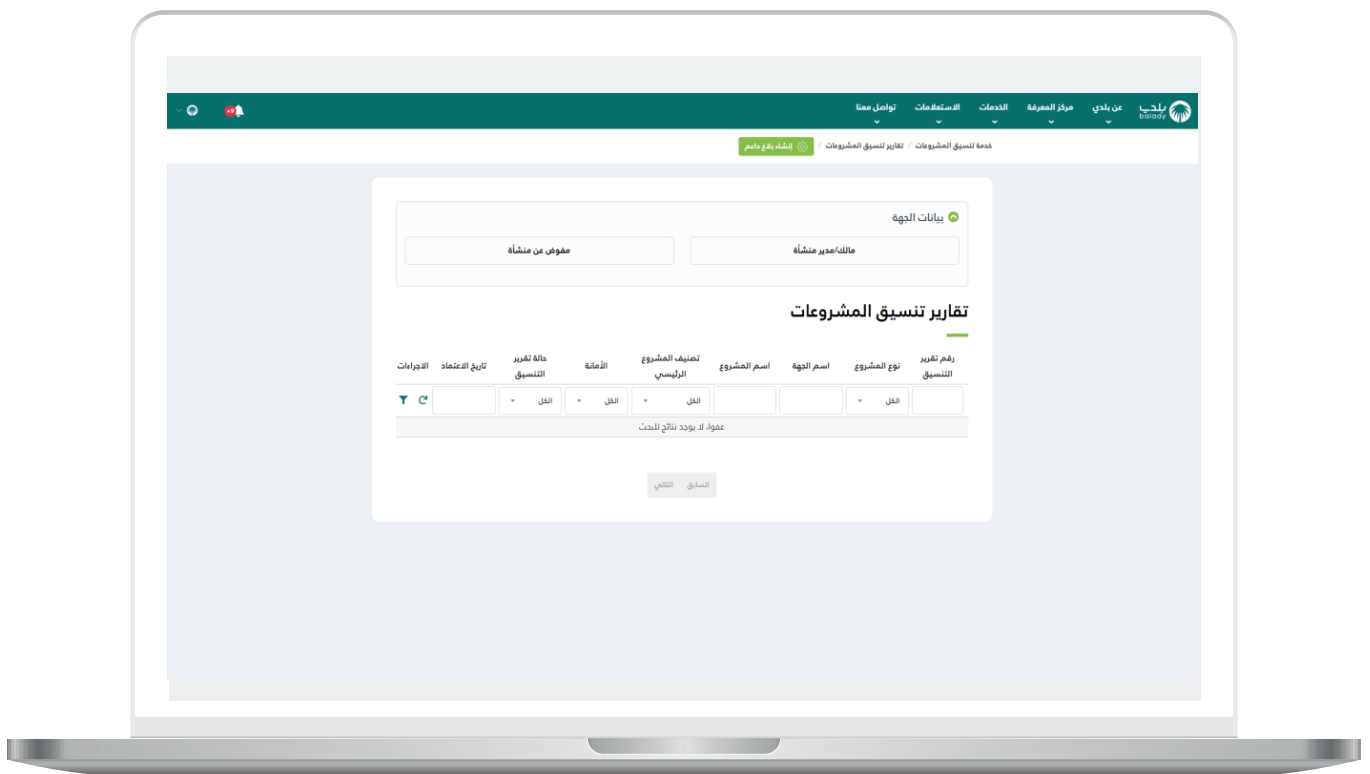 بلدي
balady
عن بلدي
مركز المعرفة
الخدمات
الاستعلامات
تواصل معنا
خدمة تنسيق المشروعات / تقارير تنسيق المشروعات / إنشاء بلاغ داعم
بيانات الجهة
مالك/مدير منشأة
مفوض عن منشأة
تقارير تنسيق المشروعات
رقم تقرير التنسيق
نوع المشروع
اسم الجهة
اسم المشروع
تصنيف المشروع الرئيسي
الأمانة
حالة تقرير التنسيق
تاريخ الاعتماد
الاجراءات
الكل
الكل
الكل
الكل
عفوا، لا يوجد نتائج للبحث
السابق
التالي